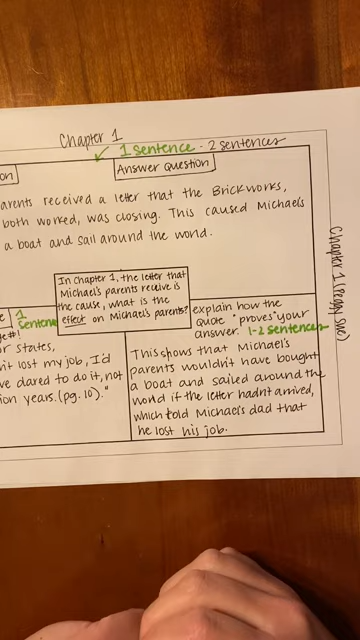 Chapter 1
1 sentence - 2 sentences
on
Answer question
arents received a letter that the Brickworks,
both worked, was closing. This caused Michael's
a boat and sail around the world.
In Chapter 1, the letter that
Michael's parents receive is
the cause, what is the
effect on Michael's parents?
e 1
sentence
ge#!
or states,
n't lost my job, I'd
ve dared to do it, not
ion years. (pg. 10)."
explain how the
quote "proves" your
answer. 1-2 sentences
This shows that Michael's
parents wouldn't have bought
a boat and sailed around the
world if the letter hadn't arrived,
which told Michael's dad that
he lost his job.
Chapter 1 (Peggy Sue)